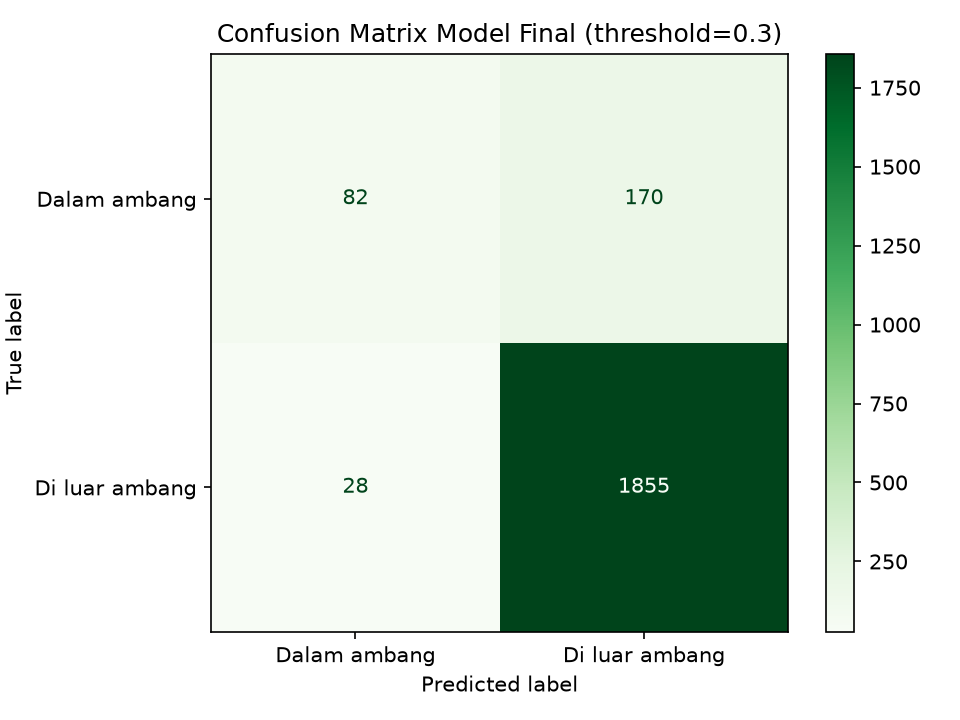 Confusion Matrix Model Final (threshold=0.3)
True label
Dalam ambang
82
170
Di luar ambang
28
1855
Dalam ambang
Di luar ambang
Predicted label
1750
1500
1250
1000
750
500
250